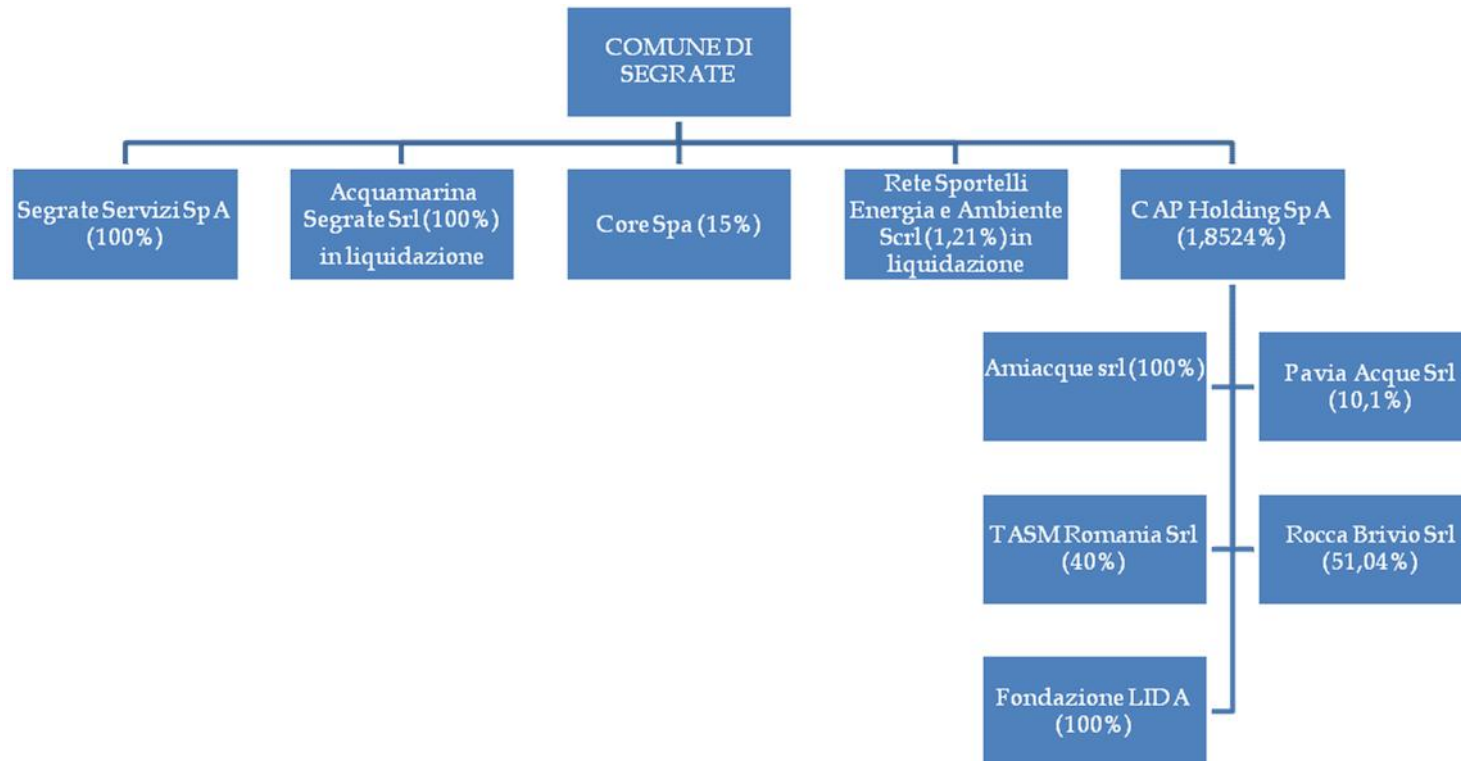 COMUNE DI
SEGRATE
Segrate Servizi SpA
(100%)
Acquamarina
Segrate Srl (100%)
in liquidazione
Core Spa (15%)
Rete Sportelli
Energia e Ambiente
Scrl (1,21%) in
liquidazione
CAP Holding SpA
(1,8524%)
Amiacque srl (100%)
Pavia Acque Srl
(10,1%)
TASM Romania Srl
(40%)
Rocca Brivio Srl
(51,04%)
Fondazione LIDA
(100%)